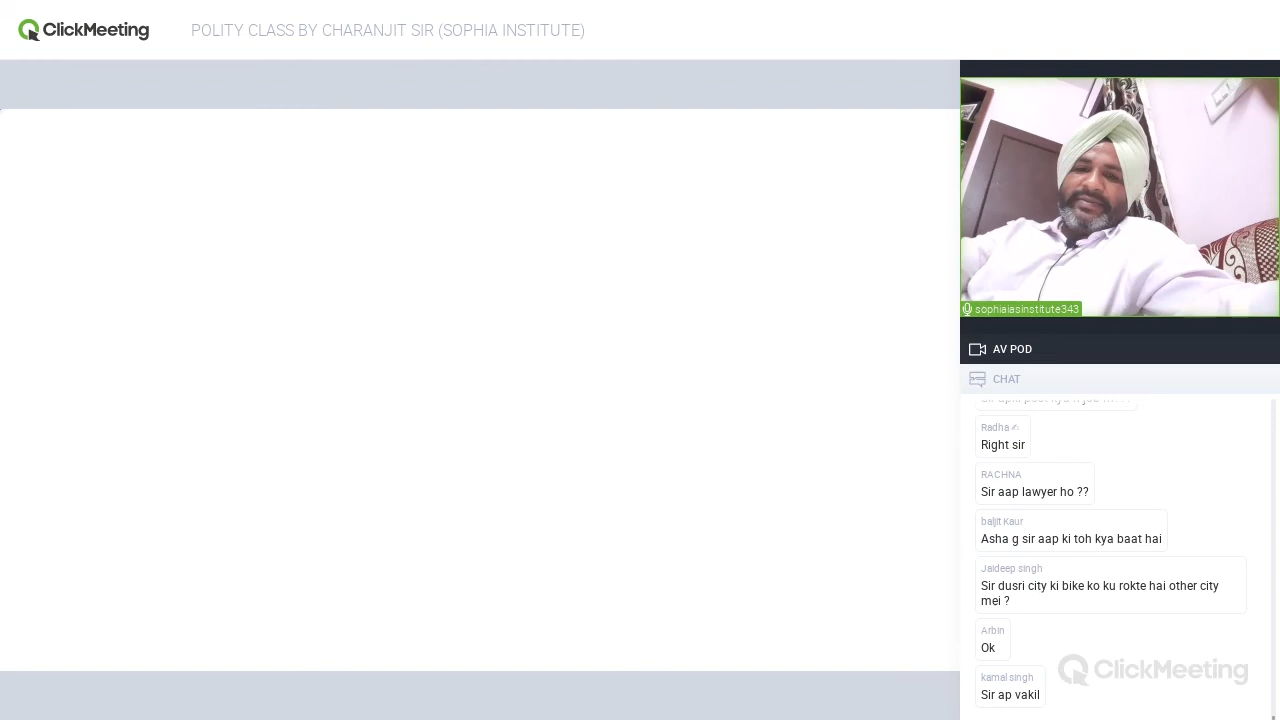 ClickMeeting
POLITY CLASS BY CHARANJIT SIR (SOPHIA INSTITUTE)
sophiaiasinstitute343
AV POD
CHAT
Radha ✍
Right sir
RACHNA
Sir aap lawyer ho ??
baljit Kaur
Asha g sir aap ki toh kya baat hai
Jaideep singh
Sir dusri city ki bike ko ku rokte hai other city
mei ?
Arbin
Ok
kamal singh
Sir ap vakil
ClickMeeting